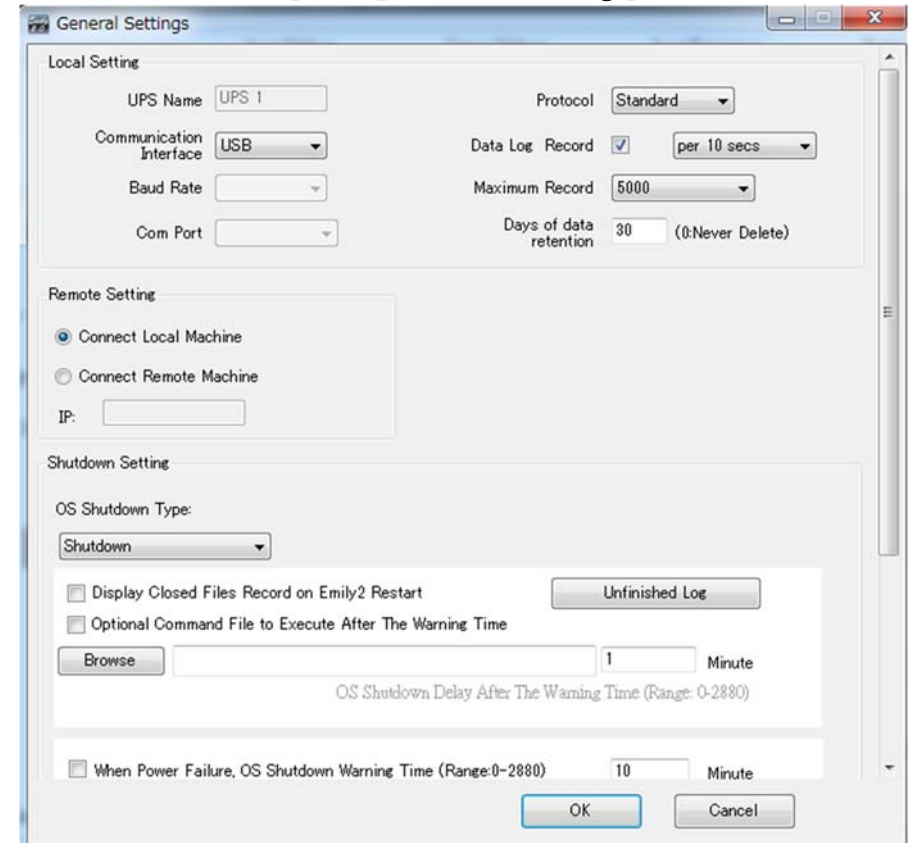 General Settings
Local Setting
UPS Name UPS 1 Protocol Standard
Communication Interface USB Data Log Record per 10 secs
Baud Rate Maximum Record 5000
Com Port Days of data retention 30 (0:Never Delete)
Remote Setting
Connect Local Machine
Connect Remote Machine
IP:
Shutdown Setting
OS Shutdown Type:
Shutdown
Display Closed Files Record on Emily2 Restart Unfinished Log
Optional Command File to Execute After The Warning Time
Browse 1 Minute
OS Shutdown Delay After The Warning Time (Range: 0-2880)
When Power Failure, OS Shutdown Warning Time (Range:0-2880) 10 Minute
OK Cancel